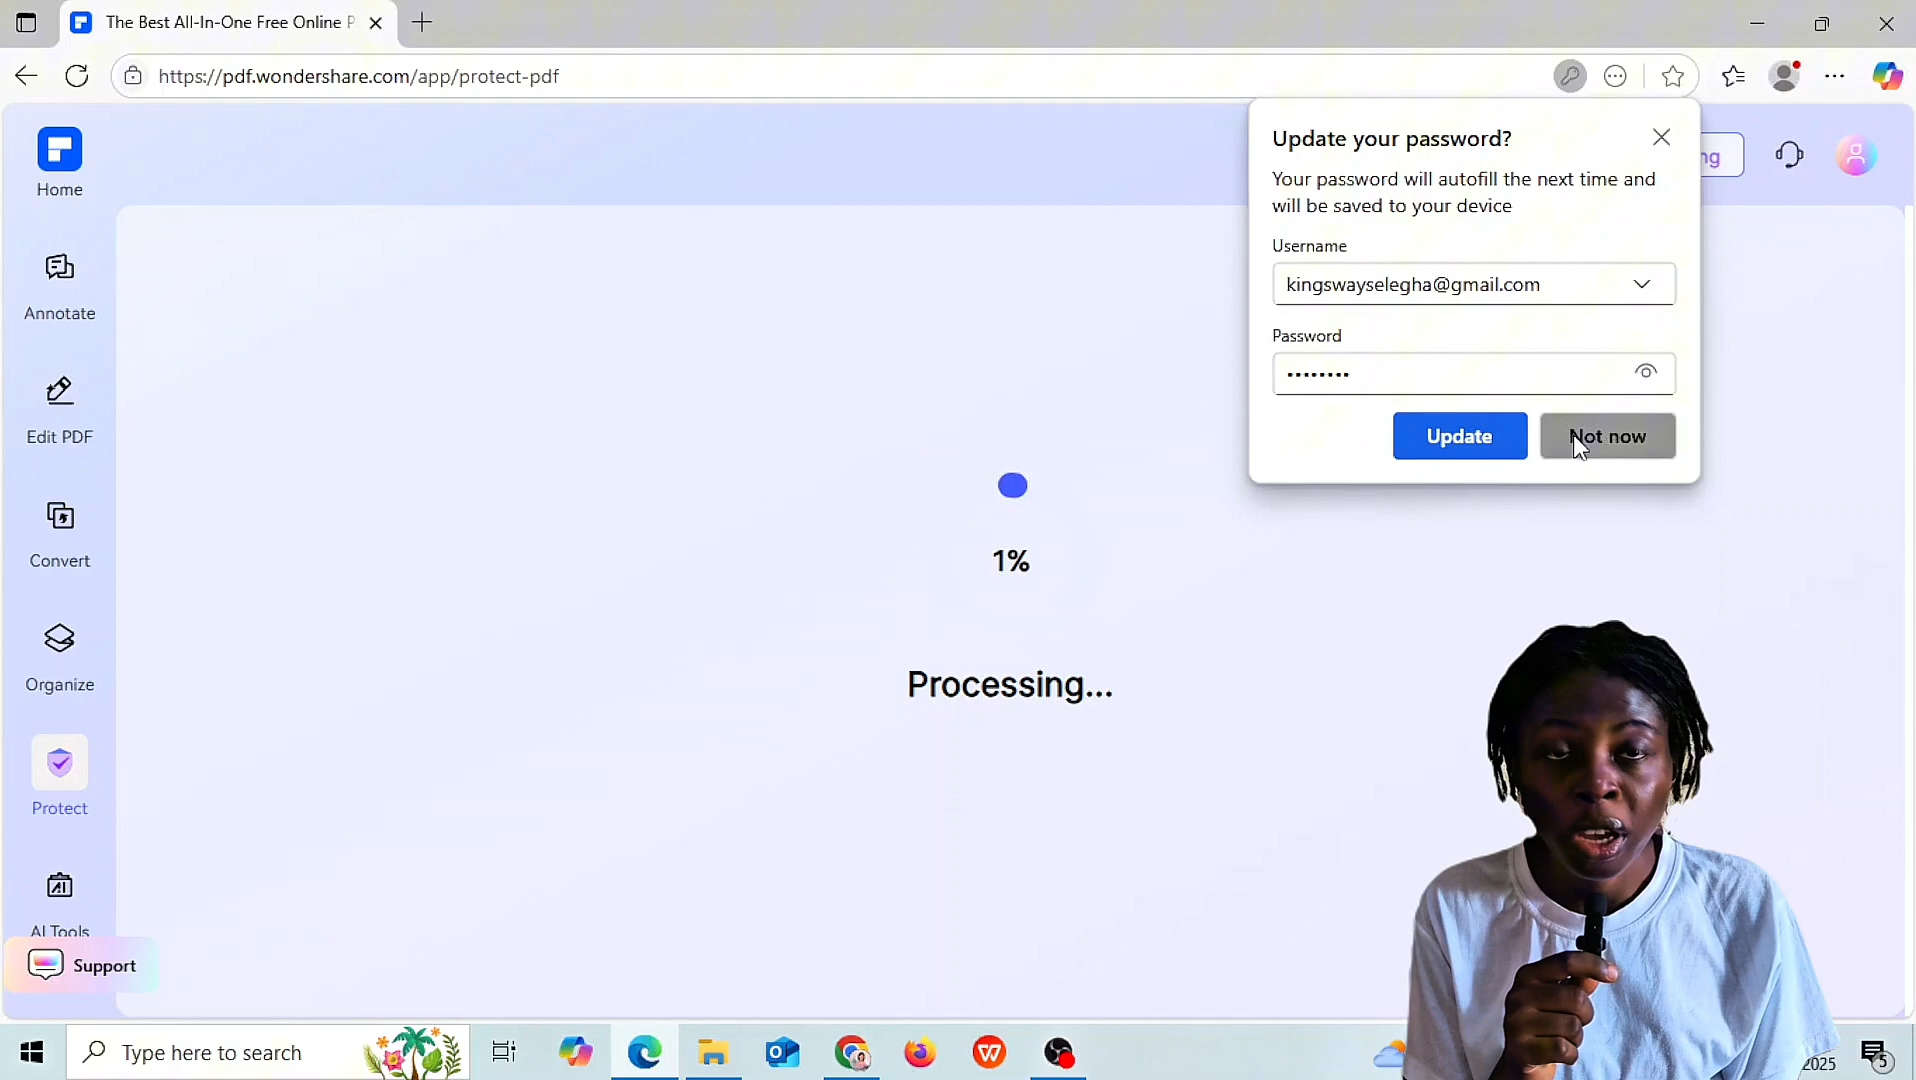 The Best All-In-One Free Online P
https://pdf.wondershare.com/app/protect-pdf
Home
Annotate
Edit PDF
Convert
Organize
Protect
AI Tools
Support
ng
Update your password?
Your password will autofill the next time and
will be saved to your device
Username
kingswayselegha@gmail.com
Password
••••••••
Update
Not now
1%
Processing...
Type here to search
2025
5